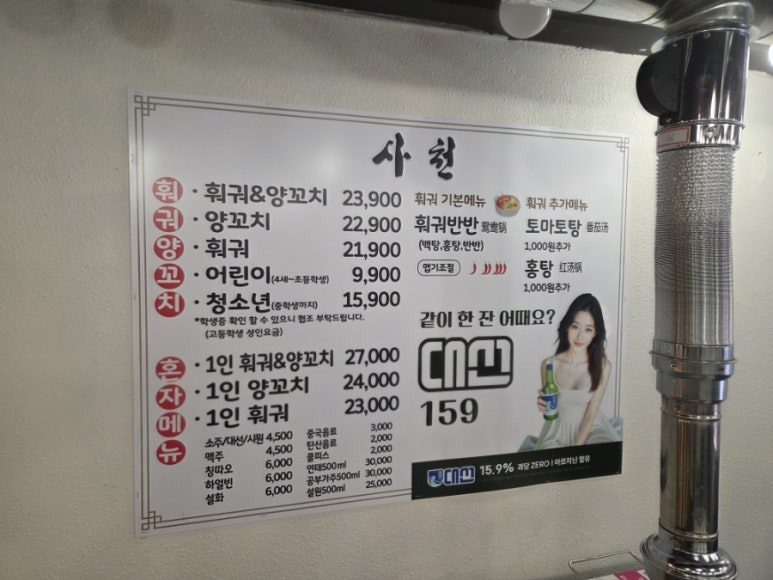 사천
훠궈양꼬치
· 훠궈&양꼬치 23,900
· 양꼬치 22,900
· 훠궈 21,900
· 어린이(4세~초등학생) 9,900
· 청소년(중학생까지) 15,900
*학생증 확인 할 수 있으니 협조 부탁드립니다.
(고등학생 성인요금)
혼자메뉴
· 1인 훠궈&양꼬치 27,000
· 1인 양꼬치 24,000
· 1인 훠궈 23,000
소주/대선/시원 4,500
맥주 4,500
칭따오 6,000
하얼빈 6,000
설화 6,000
중국음료 3,000
탄산음료 2,000
쿨피스 2,000
연태500ml 30,000
공부가주500ml 30,000
설원500ml 25,000
훠궈 기본메뉴
훠궈반반 鸳鸯锅
(백탕,홍탕,반반)
맵기조절
훠궈 추가메뉴
토마토탕 番茄汤
1,000원추가
홍탕 红汤锅
1,000원추가
같이 한 잔 어때요?
대선
159
대선 15.9% 과당 ZERO | 아르지닌 함유